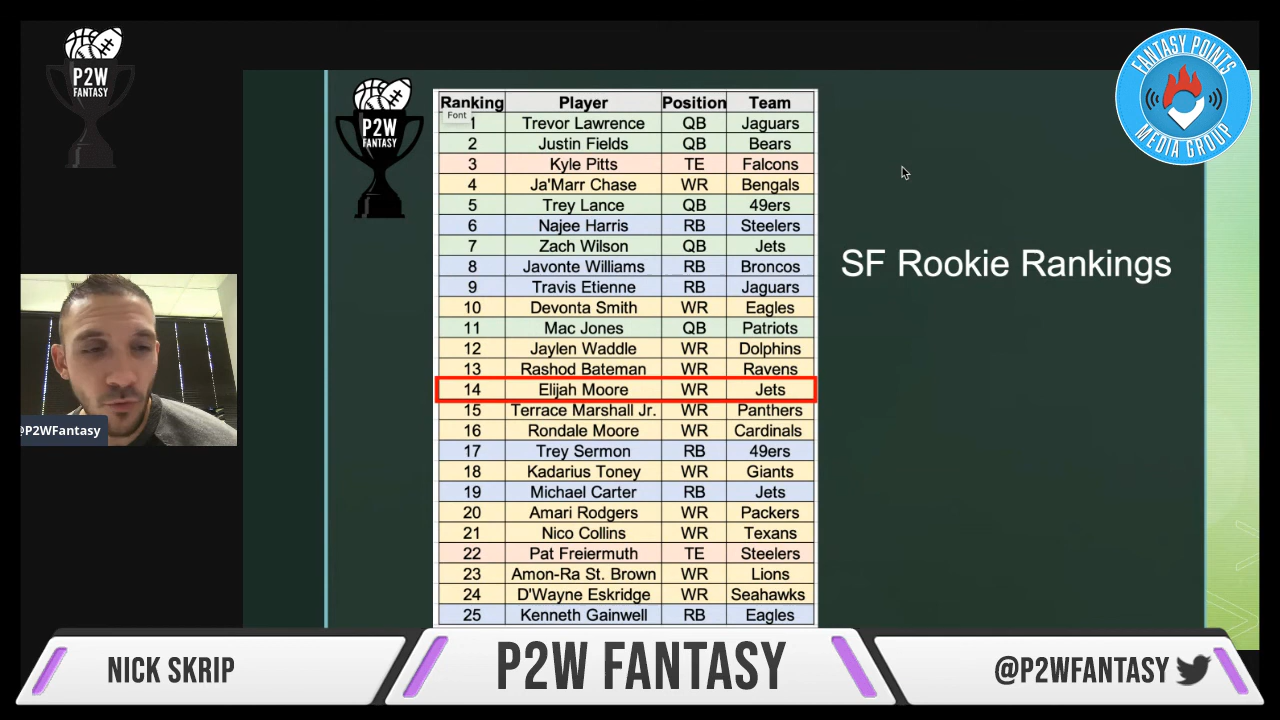 P2W
FANTASY
FANTASY POINTS
MEDIA GROUP
P2W
FANTASY
Ranking Player Position Team
Font
1 Trevor Lawrence QB Jaguars
2 Justin Fields QB Bears
3 Kyle Pitts TE Falcons
4 Ja'Marr Chase WR Bengals
5 Trey Lance QB 49ers
6 Najee Harris RB Steelers
7 Zach Wilson QB Jets
8 Javonte Williams RB Broncos
9 Travis Etienne RB Jaguars
10 Devonta Smith WR Eagles
11 Mac Jones QB Patriots
12 Jaylen Waddle WR Dolphins
13 Rashod Bateman WR Ravens
14 Elijah Moore WR Jets
15 Terrace Marshall Jr. WR Panthers
16 Rondale Moore WR Cardinals
17 Trey Sermon RB 49ers
18 Kadarius Toney WR Giants
19 Michael Carter RB Jets
20 Amari Rodgers WR Packers
21 Nico Collins WR Texans
22 Pat Freiermuth TE Steelers
23 Amon-Ra St. Brown WR Lions
24 D'Wayne Eskridge WR Seahawks
25 Kenneth Gainwell RB Eagles
SF Rookie Rankings
@P2WFantasy
NICK SKRIP
P2W FANTASY
@P2WFANTASY